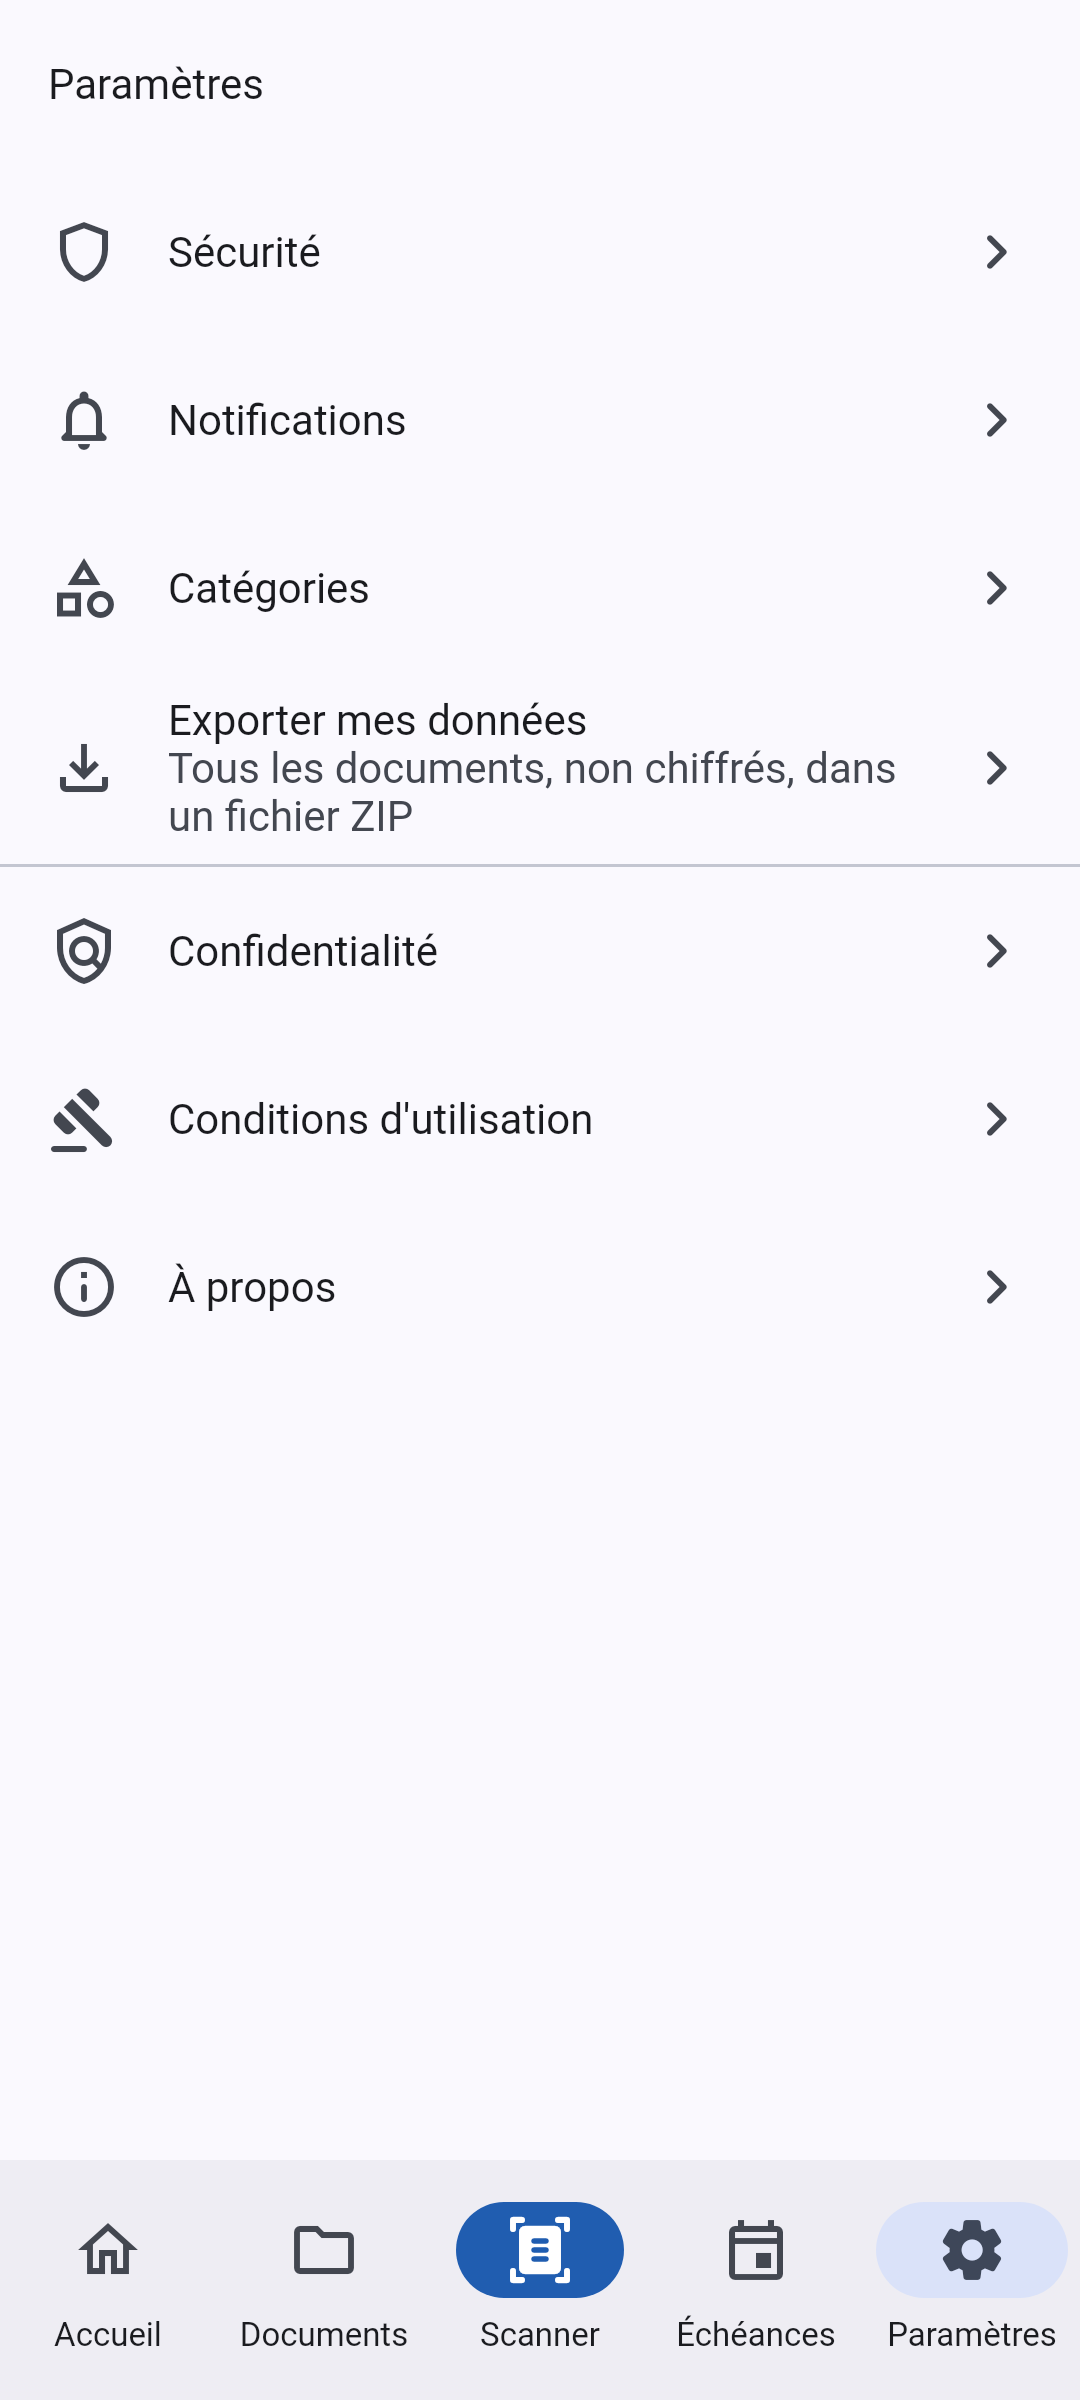 Paramètres
Sécurité
Notifications
Catégories
Exporter mes données
Tous les documents, non chiffrés, dans
un fichier ZIP
Confidentialité
Conditions d'utilisation
À propos
Accueil
Documents
Scanner
Échéances
Paramètres